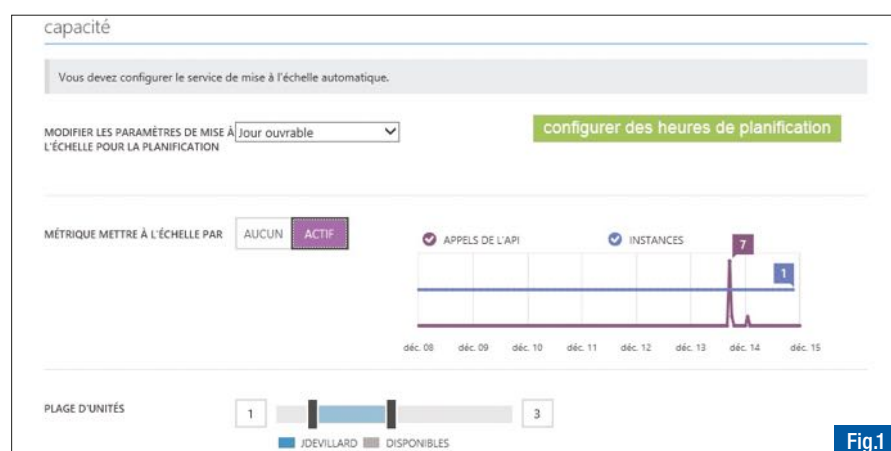 capacité
Vous devez configurer le service de mise à l'échelle automatique.
MODIFIER LES PARAMÈTRES DE MISE À
L'ÉCHELLE POUR LA PLANIFICATION
Jour ouvrable
configurer des heures de planification
MÉTRIQUE METTRE À L'ÉCHELLE PAR
AUCUN ACTIF
APPELS DE L'API INSTANCES
7
1
déc. 08 déc. 09 déc. 10 déc. 11 déc. 12 déc. 13 déc. 14 déc. 15
PLAGE D'UNITÉS
1 3
JDEVILLARD DISPONIBLES
Fig.1